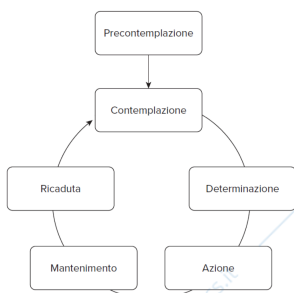 Precontemplazione
Contemplazione
Ricaduta
Determinazione
Mantenimento
Azione